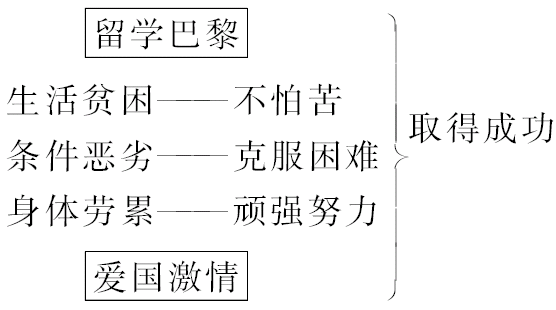 留学巴黎
生活贫困——不怕苦
条件恶劣——克服困难
身体劳累——顽强努力
爱国激情
取得成功